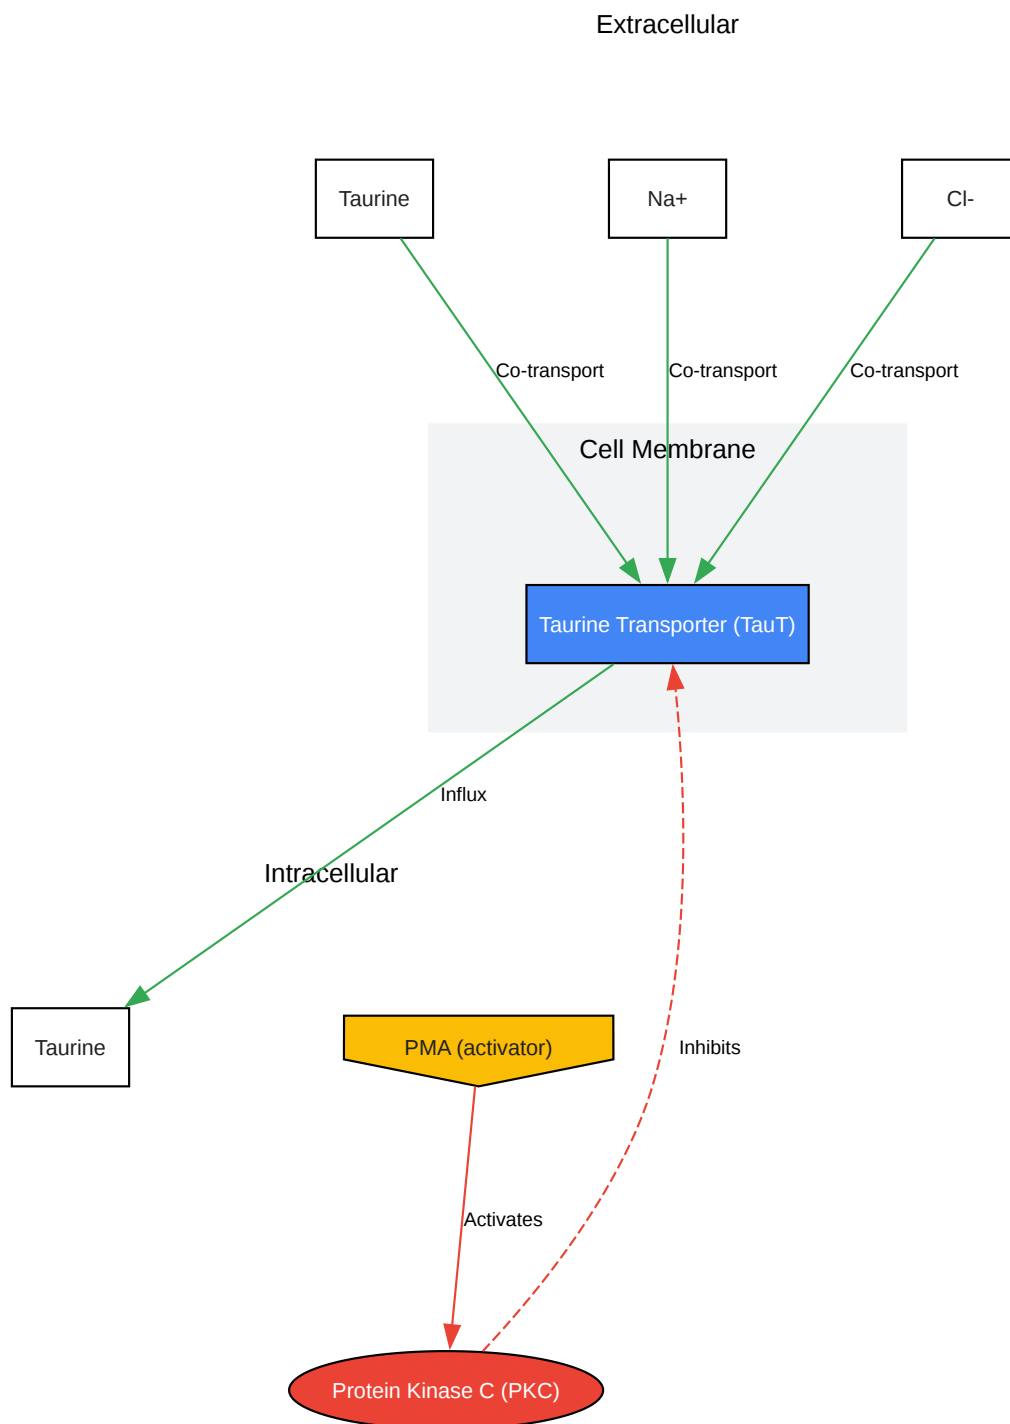 Extracellular
Taurine
Na+
Cl-
Co-transport
Co-transport
Co-transport
Cell Membrane
Taurine Transporter (TauT)
Influx
Intracellular
Taurine
PMA (activator)
Inhibits
Activates
Protein Kinase C (PKC)